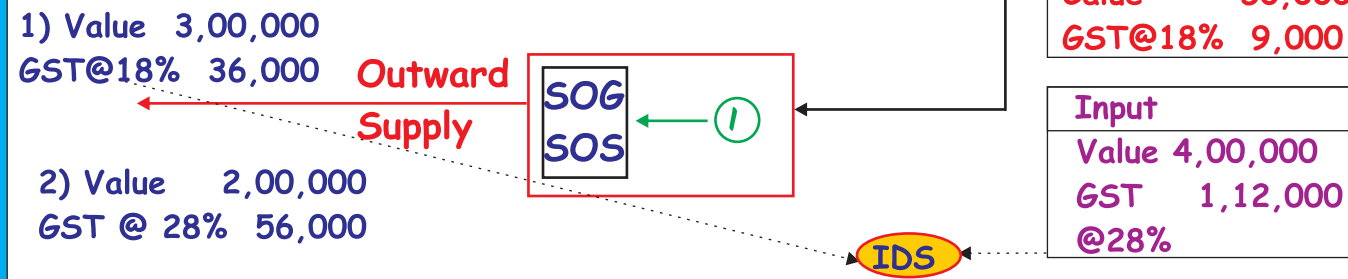 1) Value 3,00,000
GST@18% 36,000
Outward
Supply
2) Value 2,00,000
GST @ 28% 56,000
SOG
SOS
1
GST@18% 9,000
Input
Value 4,00,000
GST 1,12,000
@28%
IDS